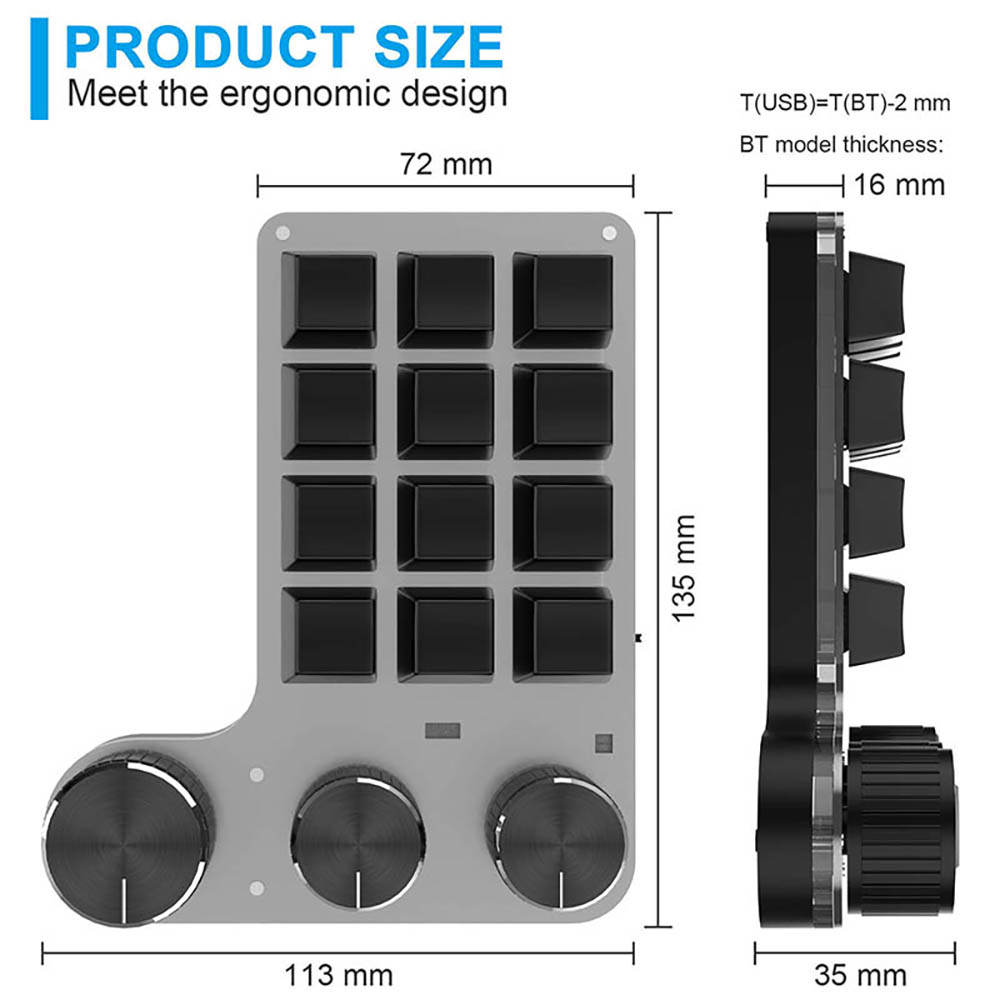 PRODUCT SIZE
Meet the ergonomic design
T(USB)=T(BT)-2 mm
BT model thickness:
72 mm
16 mm
135 mm
113 mm
35 mm